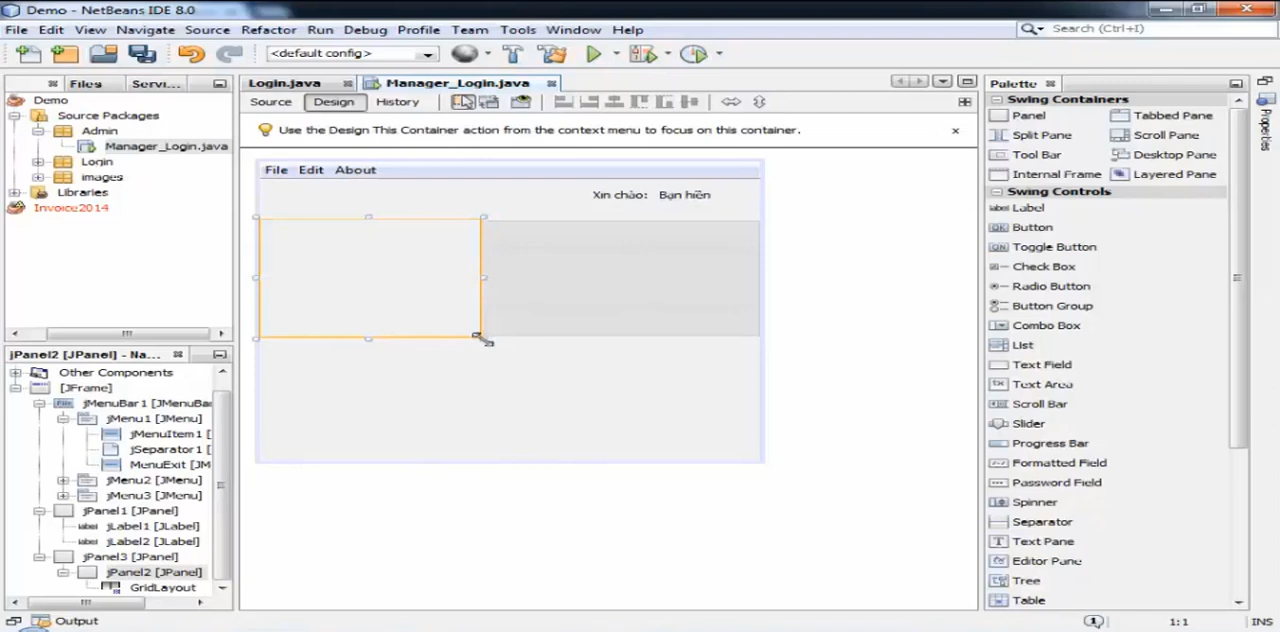 Demo - NetBeans IDE 8.0
File Edit View Navigate Source Refactor Run Debug Profile Team Tools Window Help
Search (Ctrl+I)
<default config>
Files Servi...
Login.java Manager_Login.java
Palette
Source Design History
Use the Design This Container action from the context menu to focus on this container.
Demo
Source Packages
Admin
Manager_Login.java
Login
images
Libraries
Invoice2014
File Edit About
Xin chào: Bạn hiền
jPanel2 [JPanel] - Na...
Other Components
[JFrame]
jMenuBar1 [JMenuBar
jMenu1 [JMenu]
jMenuItem1 [
jSeparator1 [
MenuExit [JM
jMenu2 [JMenu]
jMenu3 [JMenu]
jPanel1 [JPanel]
jLabel1 [JLabel]
jLabel2 [JLabel]
jPanel3 [JPanel]
jPanel2 [JPanel]
GridLayout
Swing Containers
Panel Tabbed Pane
Split Pane Scroll Pane
Tool Bar Desktop Pane
Internal Frame Layered Pane
Swing Controls
label Label
OK Button
Toggle Button
Check Box
Radio Button
Button Group
Combo Box
List
Text Field
Text Area
Scroll Bar
Slider
Progress Bar
Formatted Field
Password Field
Spinner
Separator
Text Pane
Editor Pane
Tree
Table
Properties
Output
1:1 INS